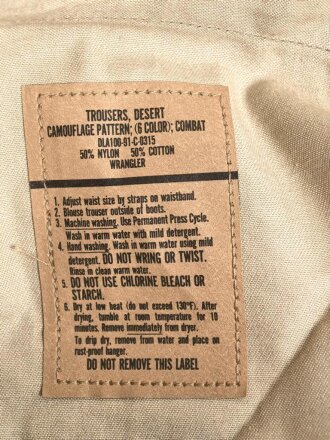 TROUSERS, DESERT
CAMOUFLAGE PATTERN; (6 COLOR); COMBAT
DLA100-81-C-0315
50% NYLON 50% COTTON
WRANGLER
1. Adjust waist size by straps on waistband.
2. Blouse trouser outside of boots.
3. Machine washing. Use Permanent Press Cycle.
Wash in warm water with mild detergent.
4. Hand washing. Wash in warm water using mild
detergent. DO NOT WRING OR TWIST.
Rinse in clean warm water.
5. DO NOT USE CHLORINE BLEACH OR
STARCH.
6. Dry at low heat (do not exceed 130°F). After
drying, tumble at room temperature for 10
minutes. Remove immediately from dryer.
To drip dry, remove from water and place on
rust-proof hanger.
DO NOT REMOVE THIS LABEL